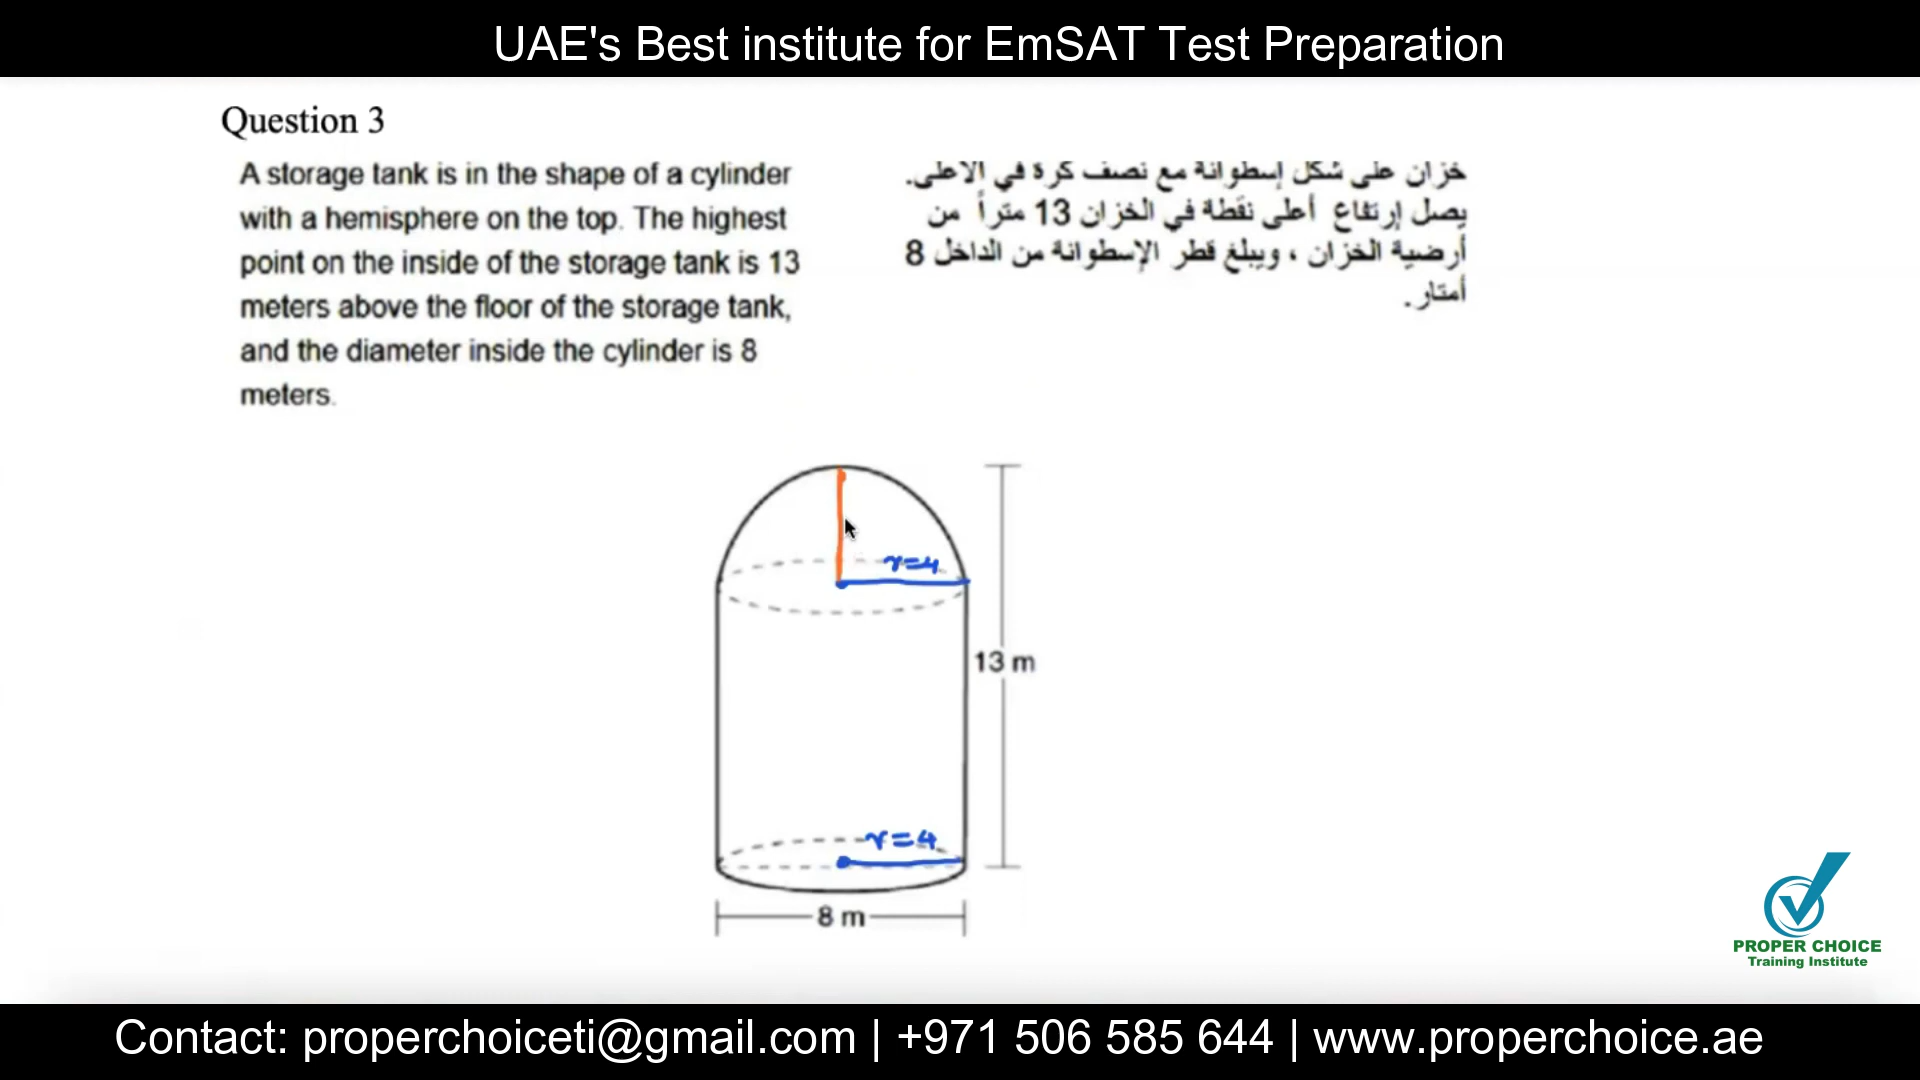 UAE's Best institute for EmSAT Test Preparation
Question 3
A storage tank is in the shape of a cylinder
with a hemisphere on the top. The highest
point on the inside of the storage tank is 13
meters above the floor of the storage tank,
and the diameter inside the cylinder is 8
meters.
خزان على شكل إسطوانة مع نصف كرة في الاعلى.
يصل إرتفاع أعلى نقطة في الخزان 13 متراً من
أرضية الخزان ، ويبلغ قطر الإسطوانة من الداخل 8
أمتار.
r=4
13 m
r=4
8 m
PROPER CHOICE
Training Institute
Contact: properchoiceti@gmail.com | +971 506 585 644 | www.properchoice.ae